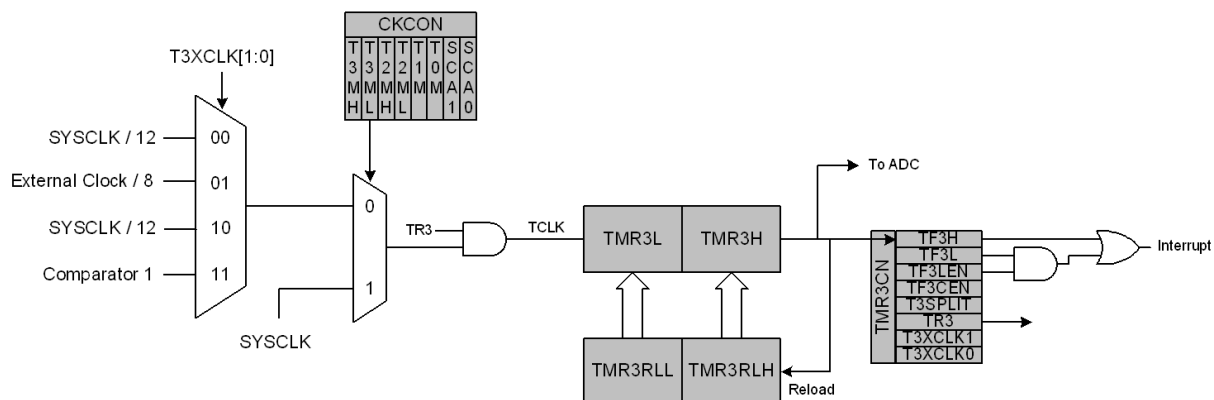 CKCON
T3MH
T3ML
T2MH
T2ML
T1M
T0M
SCA1
SCA0
T3XCLK[1:0]
SYSCLK / 12
00
External Clock / 8
01
SYSCLK / 12
10
Comparator 1
11
0
1
SYSCLK
TR3
TCLK
TMR3L
TMR3H
To ADC
TMR3RLL
TMR3RLH
Reload
TMR3CN
TF3H
TF3L
TF3LEN
TF3CEN
T3SPLIT
TR3
T3XCLK1
T3XCLK0
Interrupt